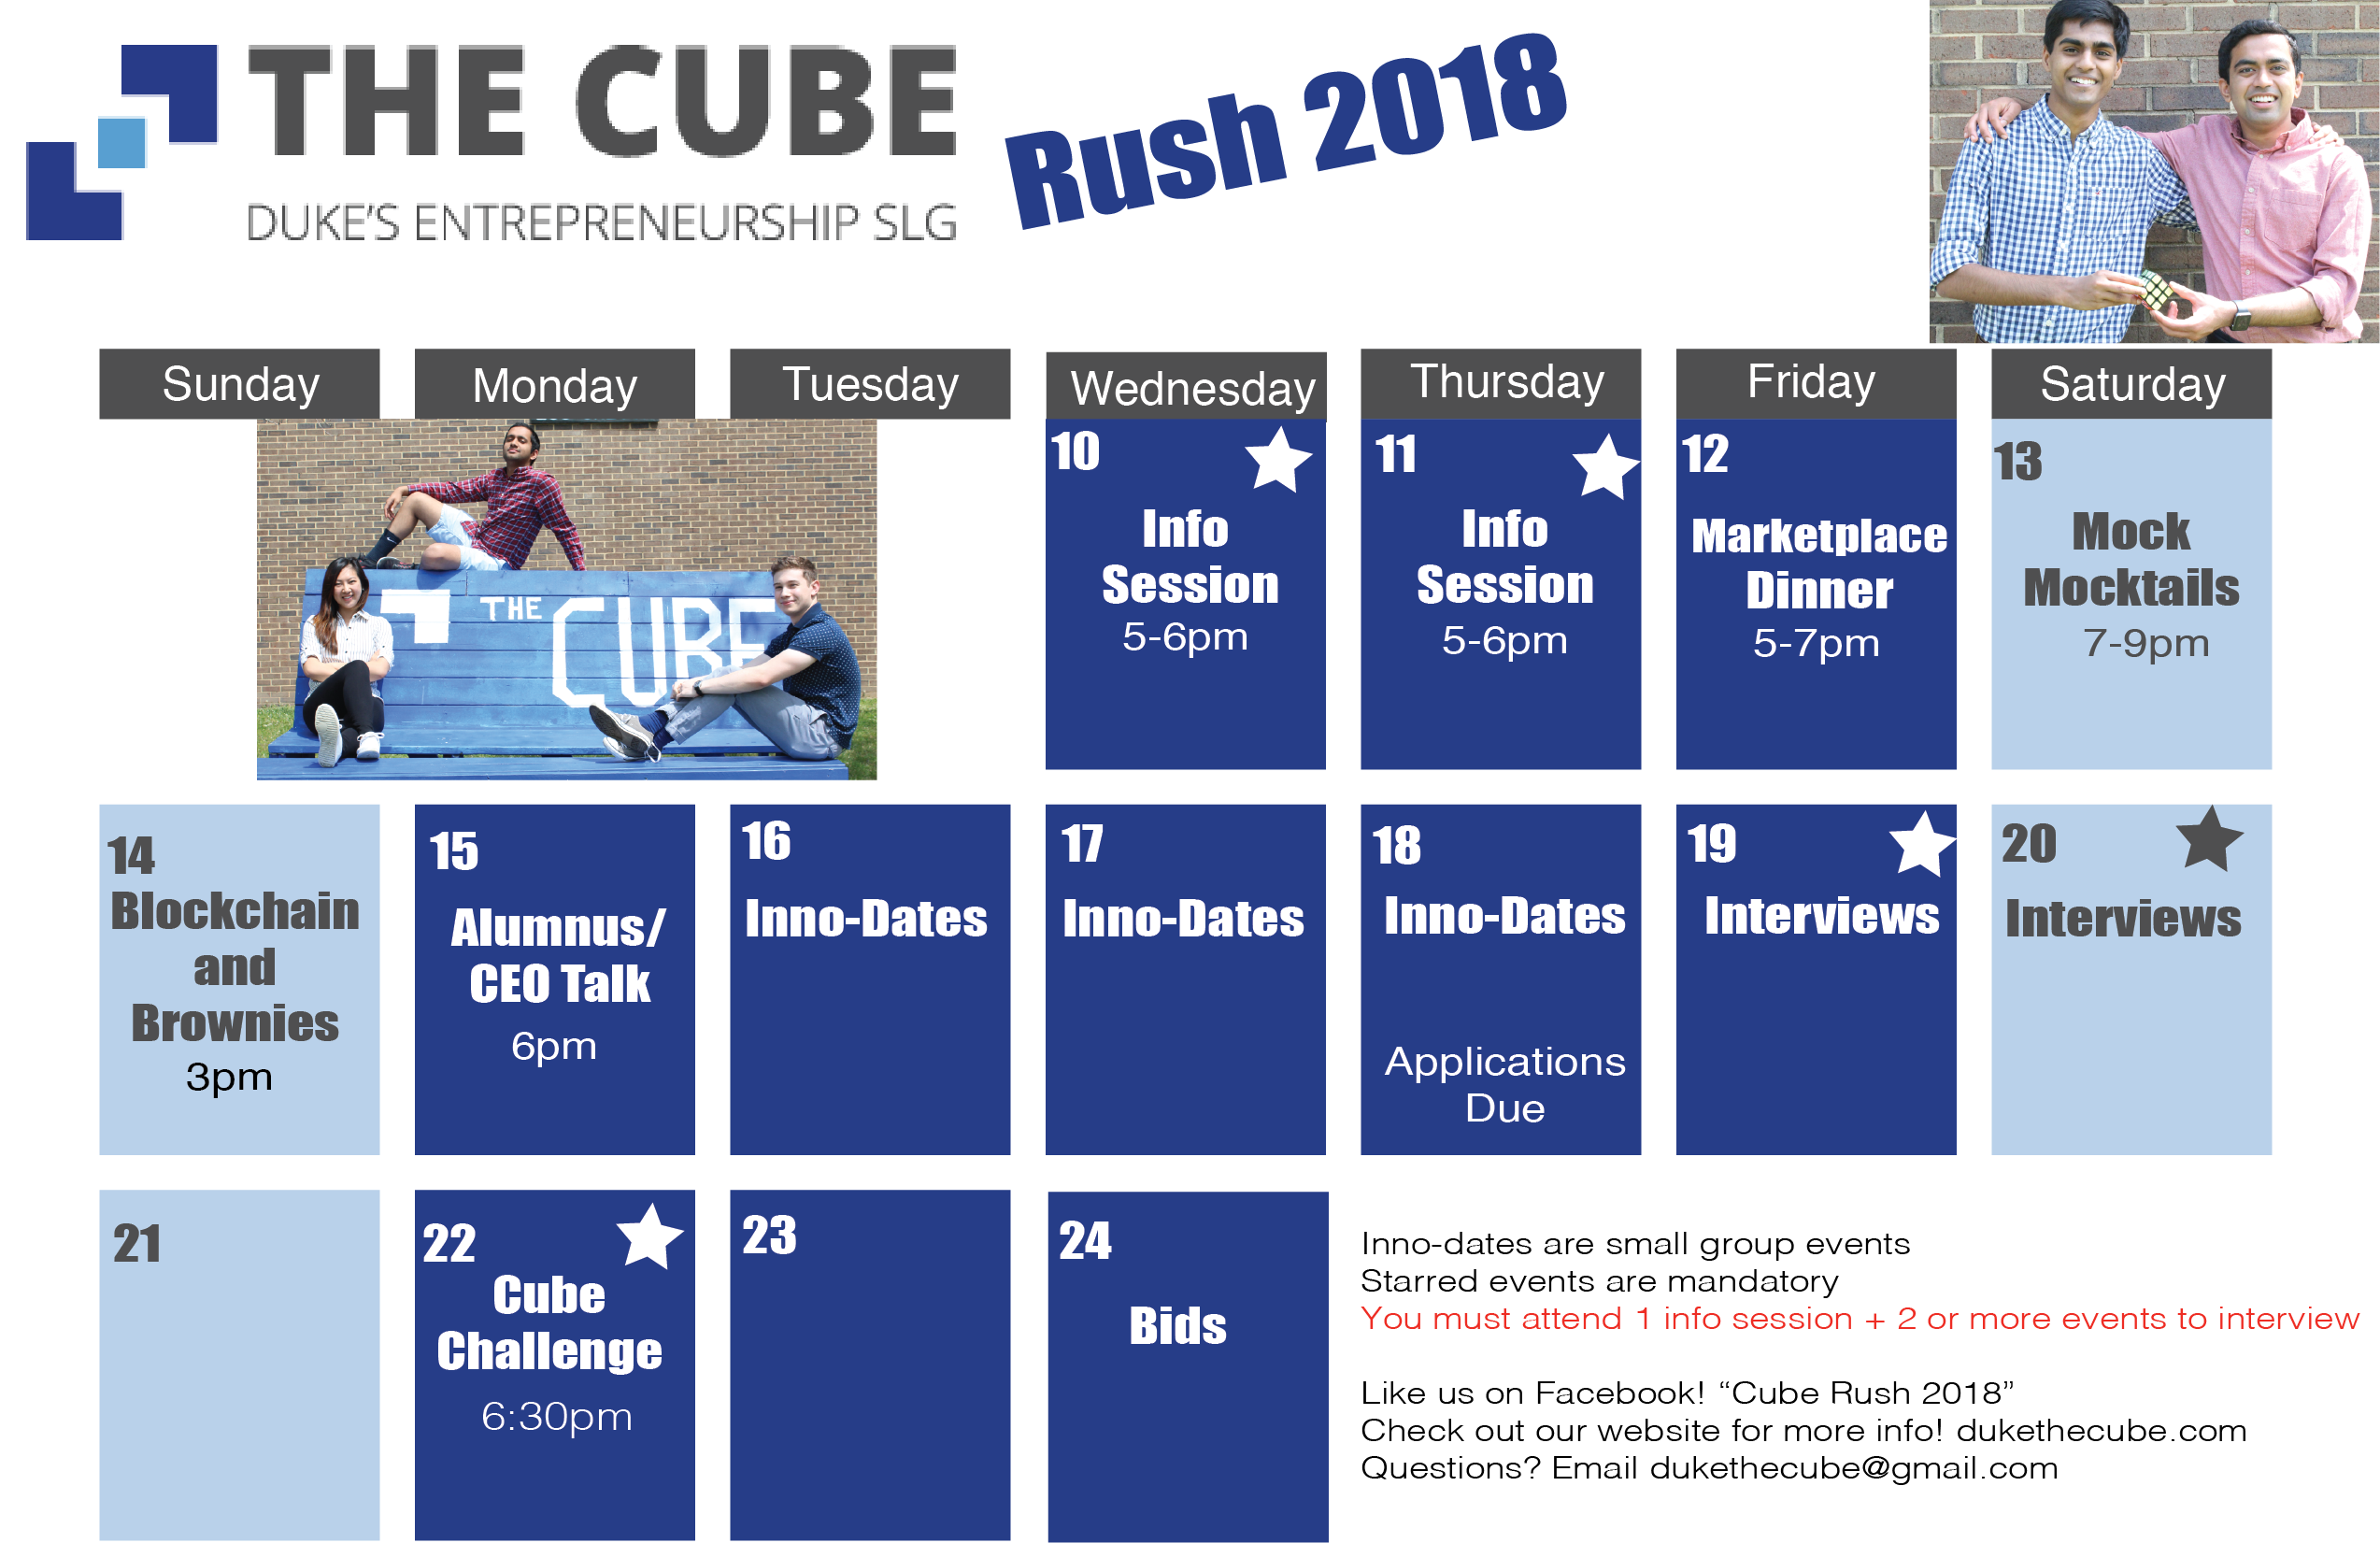 THE CUBE
DUKE'S ENTREPRENEURSHIP SLG
Rush 2018
Sunday
Monday
Tuesday
Wednesday
Thursday
Friday
Saturday
THE
CUBE
10
Info
Session
5-6pm
11
Info
Session
5-6pm
12
Marketplace
Dinner
5-7pm
13
Mock
Mocktails
7-9pm
14
Blockchain
and
Brownies
3pm
15
Alumnus/
CEO Talk
6pm
16
Inno-Dates
17
Inno-Dates
18
Inno-Dates
Applications
Due
19
Interviews
20
Interviews
21
22
Cube
Challenge
6:30pm
23
24
Bids
Inno-dates are small group events
Starred events are mandatory
You must attend 1 info session + 2 or more events to interview
Like us on Facebook! “Cube Rush 2018”
Check out our website for more info! dukethecube.com
Questions? Email dukethecube@gmail.com